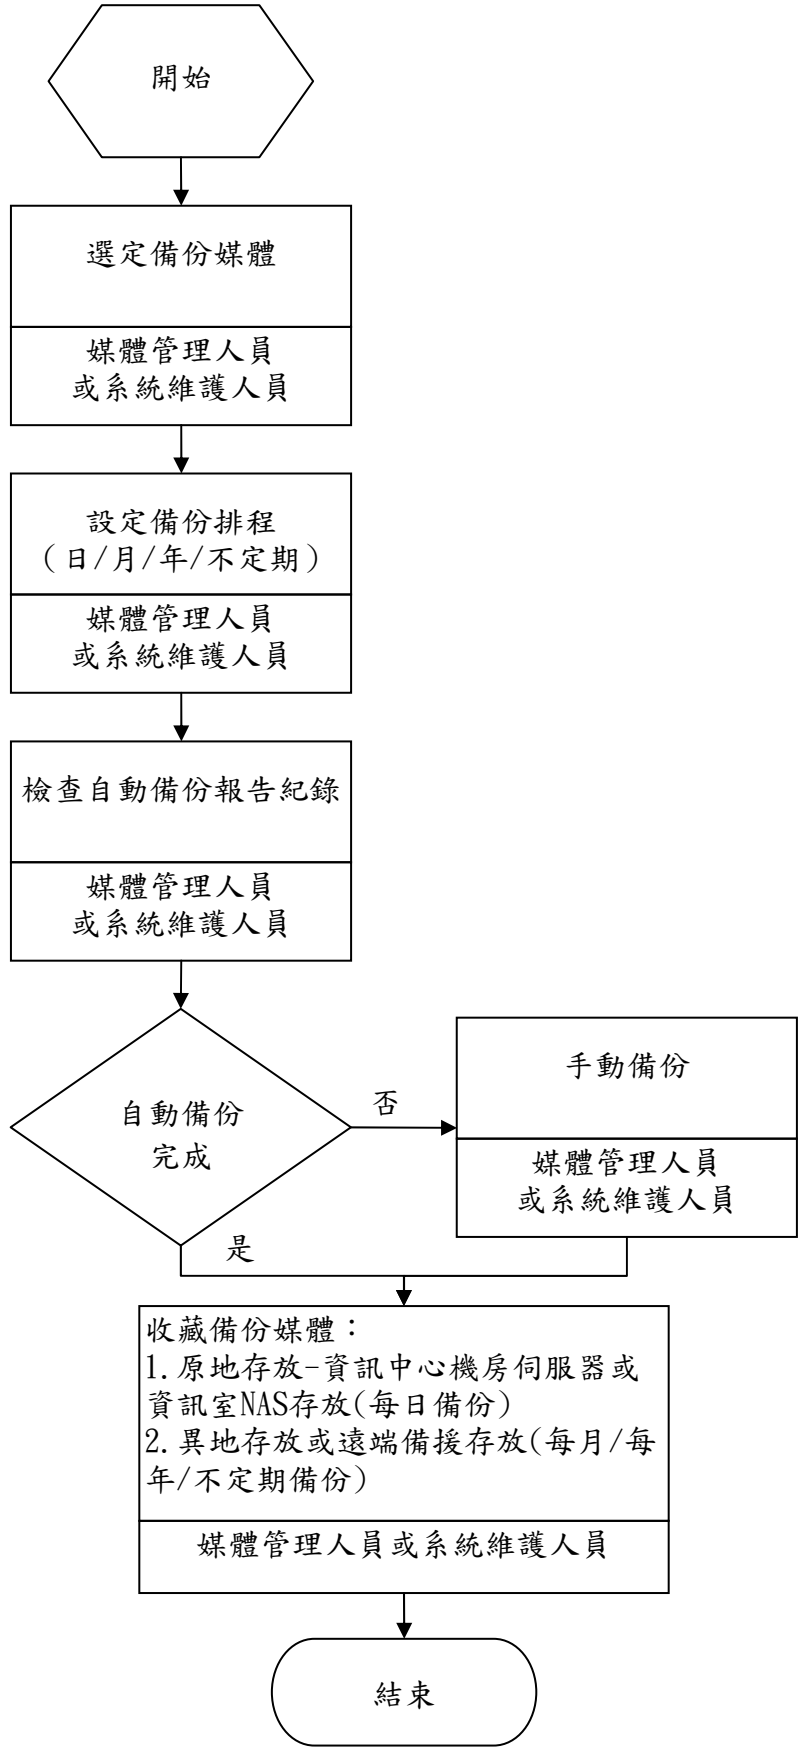 開始
選定備份媒體
媒體管理人員
或系統維護人員
設定備份排程
(日/月/年/不定期)
媒體管理人員
或系統維護人員
檢查自動備份報告紀錄
媒體管理人員
或系統維護人員
自動備份
完成
否
手動備份
媒體管理人員
或系統維護人員
是
收藏備份媒體：
1.原地存放-資訊中心機房伺服器或
資訊室NAS存放(每日備份)
2.異地存放或遠端備援存放(每月/每
年/不定期備份)
媒體管理人員或系統維護人員
結束